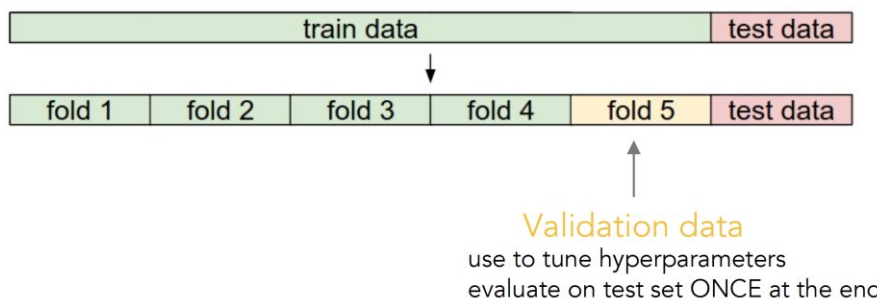 train data test data
fold 1 fold 2 fold 3 fold 4 fold 5 test data
Validation data
use to tune hyperparameters
evaluate on test set ONCE at the end